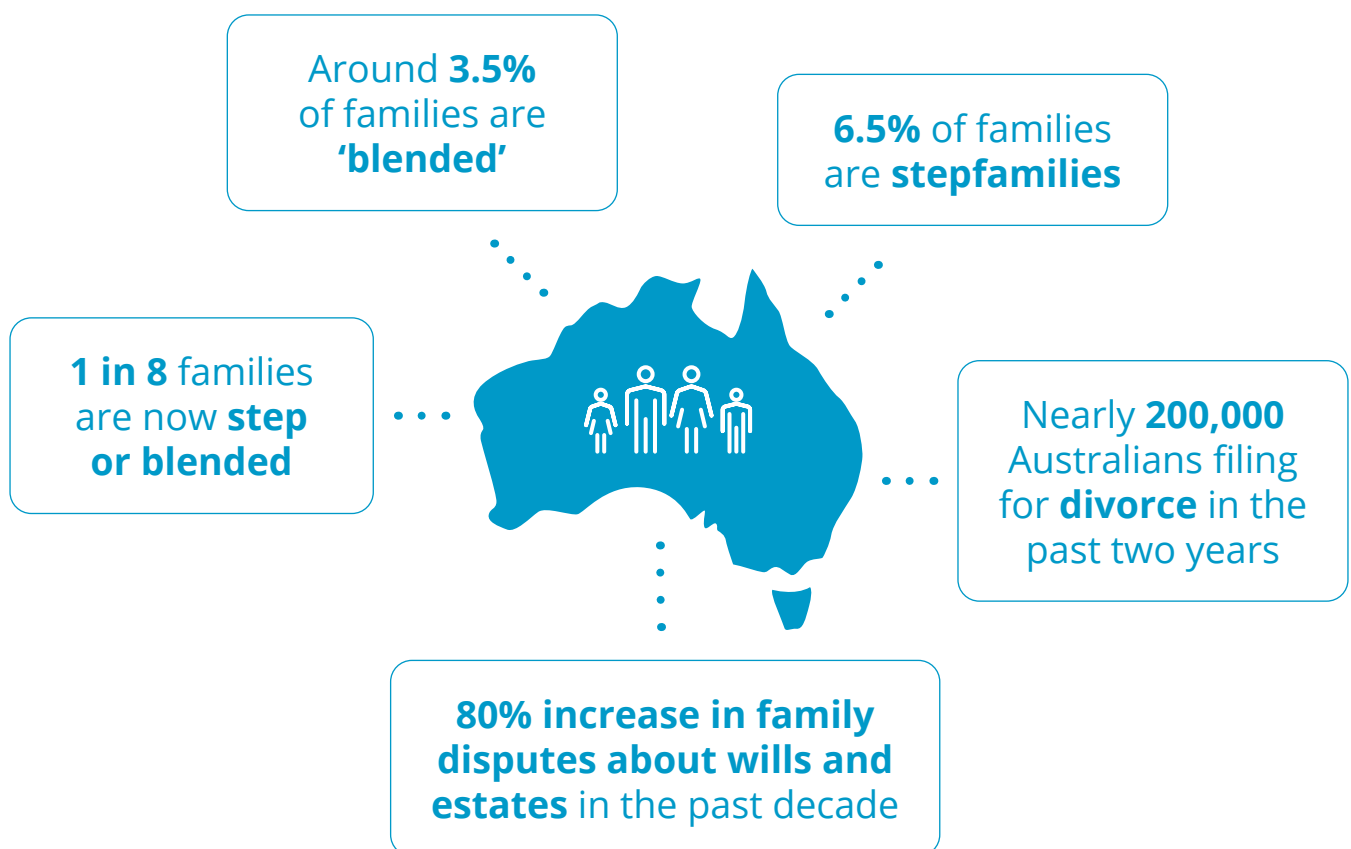 Around 3.5%
of families are
‘blended’
6.5% of families
are stepfamilies
1 in 8 families
are now step
or blended
Nearly 200,000
Australians filing
for divorce in the
past two years
80% increase in family
disputes about wills and
estates in the past decade